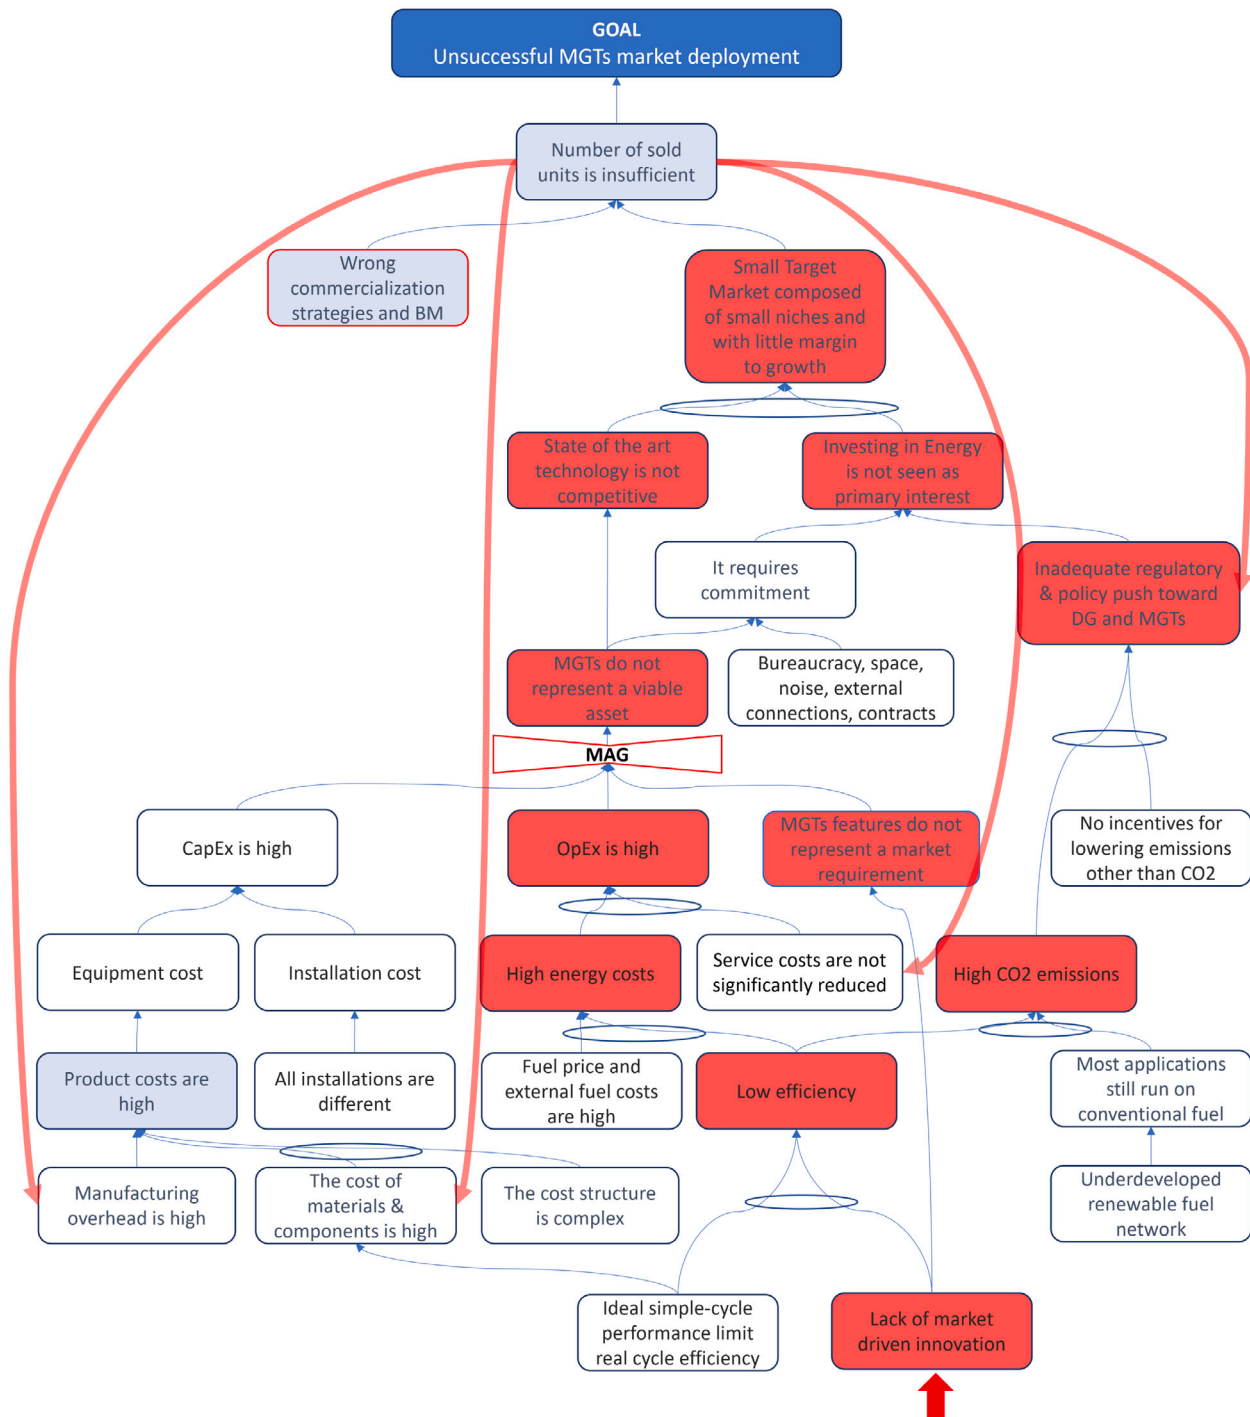 GOAL
Unsuccessful MGTs market deployment
Number of sold
units is insufficient
Wrong
commercialization
strategies and BM
Small Target
Market composed
of small niches and
with little margin
to growth
State of the art
technology is not
competitive
Investing in Energy
is not seen as
primary interest
It requires
commitment
Inadequate regulatory
& policy push toward
DG and MGTs
MGTs do not
represent a viable
asset
Bureaucracy, space,
noise, external
connections, contracts
MAG
CapEx is high
OpEx is high
MGTs features do not
represent a market
requirement
No incentives for
lowering emissions
other than CO2
Equipment cost
Installation cost
High energy costs
Service costs are not
significantly reduced
High CO2 emissions
Product costs are
high
All installations are
different
Fuel price and
external fuel costs
are high
Low efficiency
Most applications
still run on
conventional fuel
Manufacturing
overhead is high
The cost of
materials &
components is high
The cost structure
is complex
Underdeveloped
renewable fuel
network
Ideal simple-cycle
performance limit
real cycle efficiency
Lack of market
driven innovation